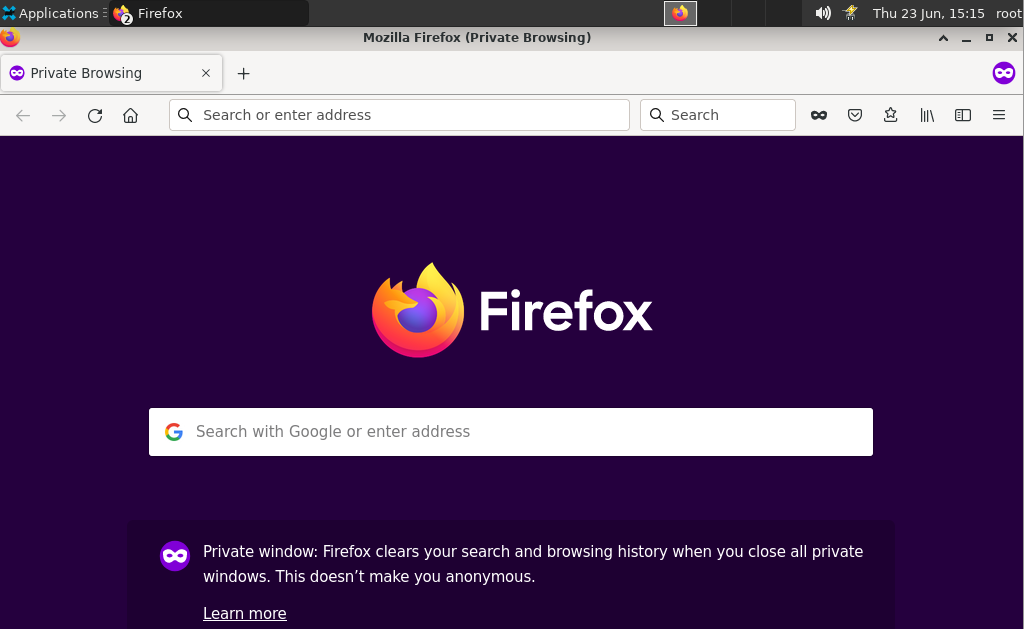 Applications
2
Firefox
Thu 23 Jun, 15:15
root
Mozilla Firefox (Private Browsing)
Private Browsing
Search or enter address
Search
Firefox
Search with Google or enter address
Private window: Firefox clears your search and browsing history when you close all private
windows. This doesn’t make you anonymous.
Learn more